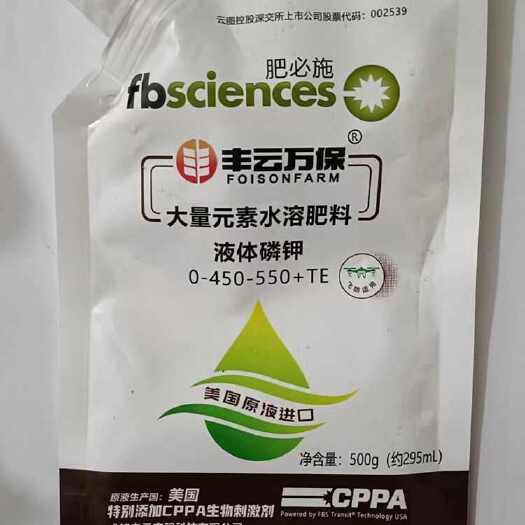 云图控股深交所上市公司股票代码：002539
肥必施
fbsciences
丰云万保®
FOISONFARM
大量元素水溶肥料
液体磷钾
0-450-550+TE
飞防适用
美国原液进口
净含量：500g（约295mL）
原液生产国：美国
特别添加CPPA生物刺激剂
CPPA
Powered by FBS Transit® Technology USA